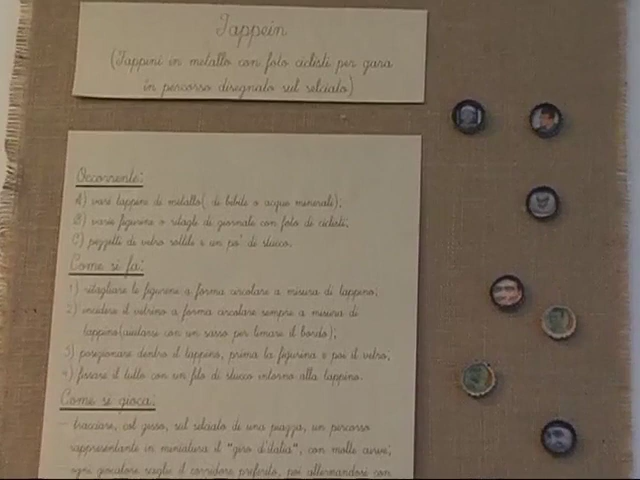 Tappein
(Tappini in metallo con foto ciclisti per gara
in percorso disegnato sul selciato)
Occorrente:
A) vari tappini di metallo( di bibite o acque minerali);
B) varie figurine o ritagli di giornale con foto di ciclisti;
C) pezzetti di vetro sottile e un po' di stucco.
Come si fa:
1) ritagliare le figurine a forma circolare a misura di tappino;
2) incidere il vetrino a forma circolare sempre a misura di
tappino(aiutarsi con un sasso per limare il bordo);
3) posizionare dentro il tappino, prima la figurina e poi il vetro;
4) fissare il tutto con un filo di stucco intorno alla tappino.
Come si gioca:
- tracciare, col gesso, sul selciato di una piazza, un percorso
rappresentante in miniatura il "giro d'italia", con molte curve;
- ogni giocatore sceglie il corridore preferito, poi alternandosi con